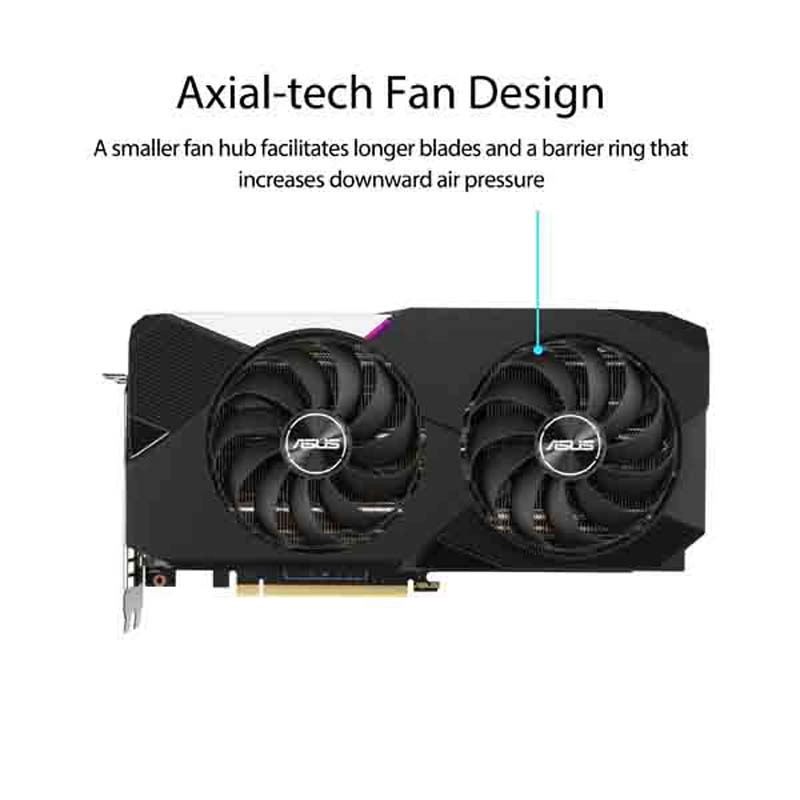 Axial-tech Fan Design
A smaller fan hub facilitates longer blades and a barrier ring that
increases downward air pressure
ASUS
ASUS